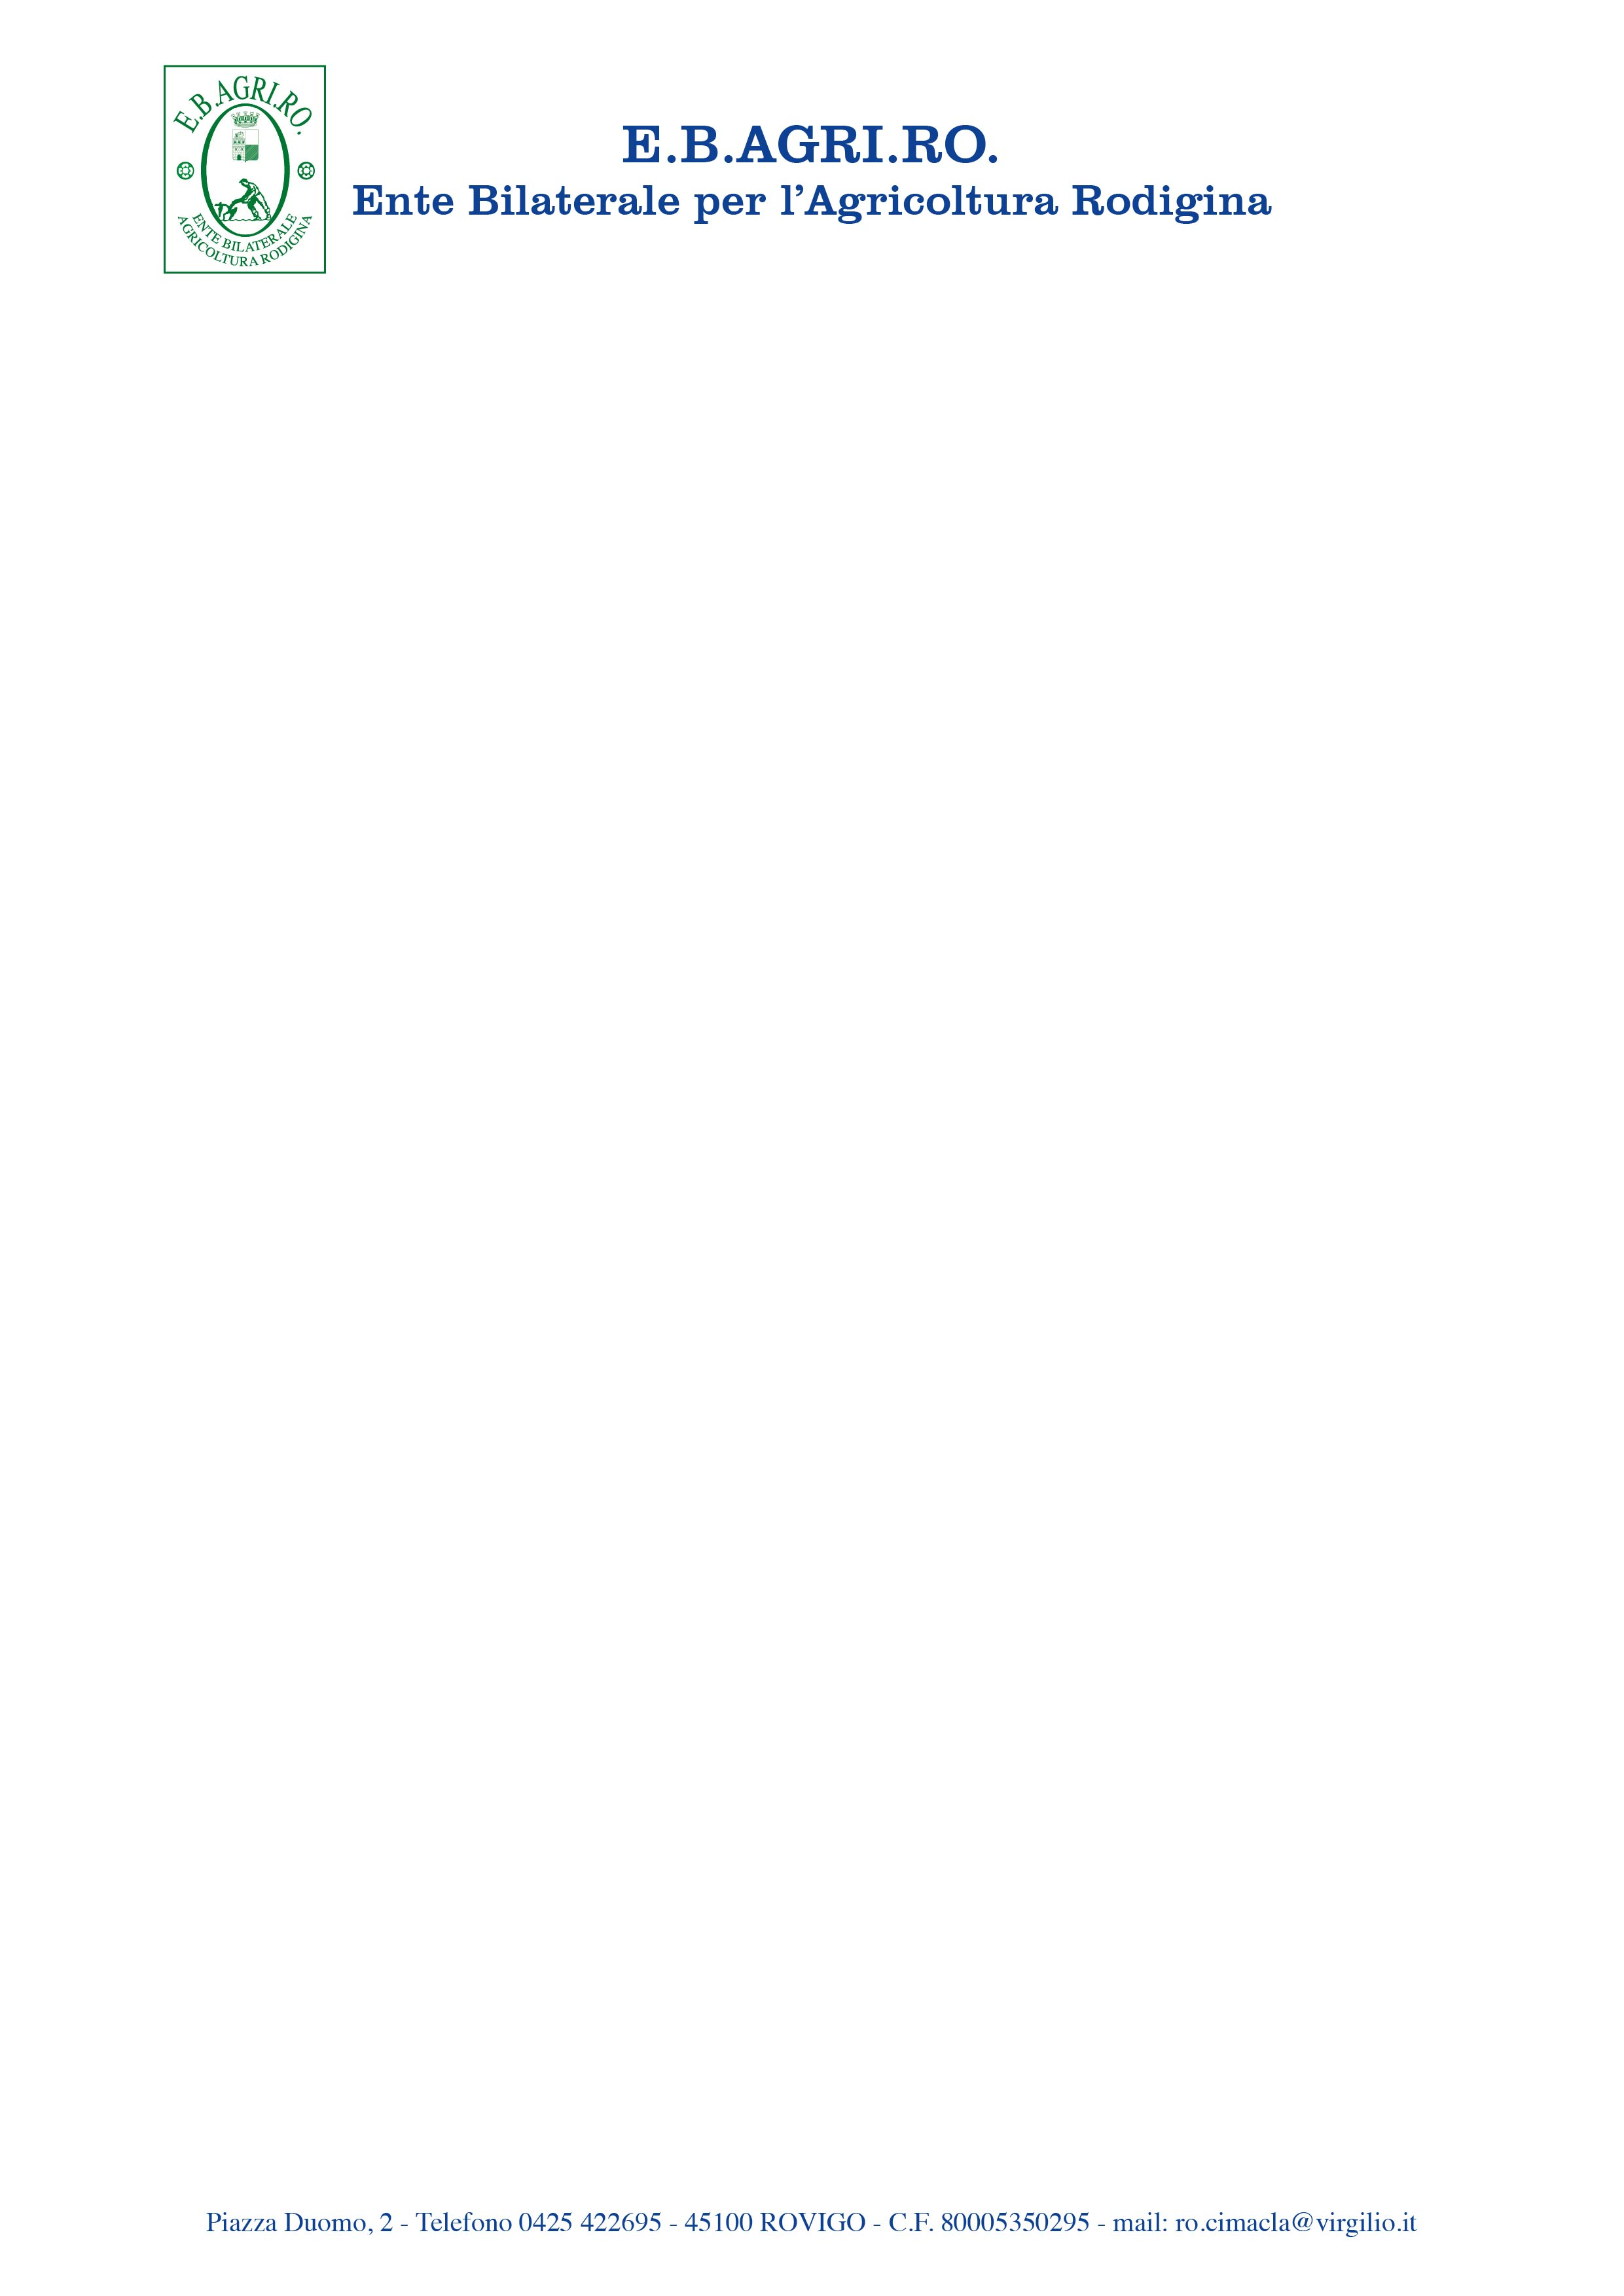 E.B.AGRI.RO.
ENTE BILATERALE
AGRICOLTURA RODIGINA
E.B.AGRI.RO.
Ente Bilaterale per l’Agricoltura Rodigina
Piazza Duomo, 2 - Telefono 0425 422695 - 45100 ROVIGO - C.F. 80005350295 - mail: ro.cimacla@virgilio.it